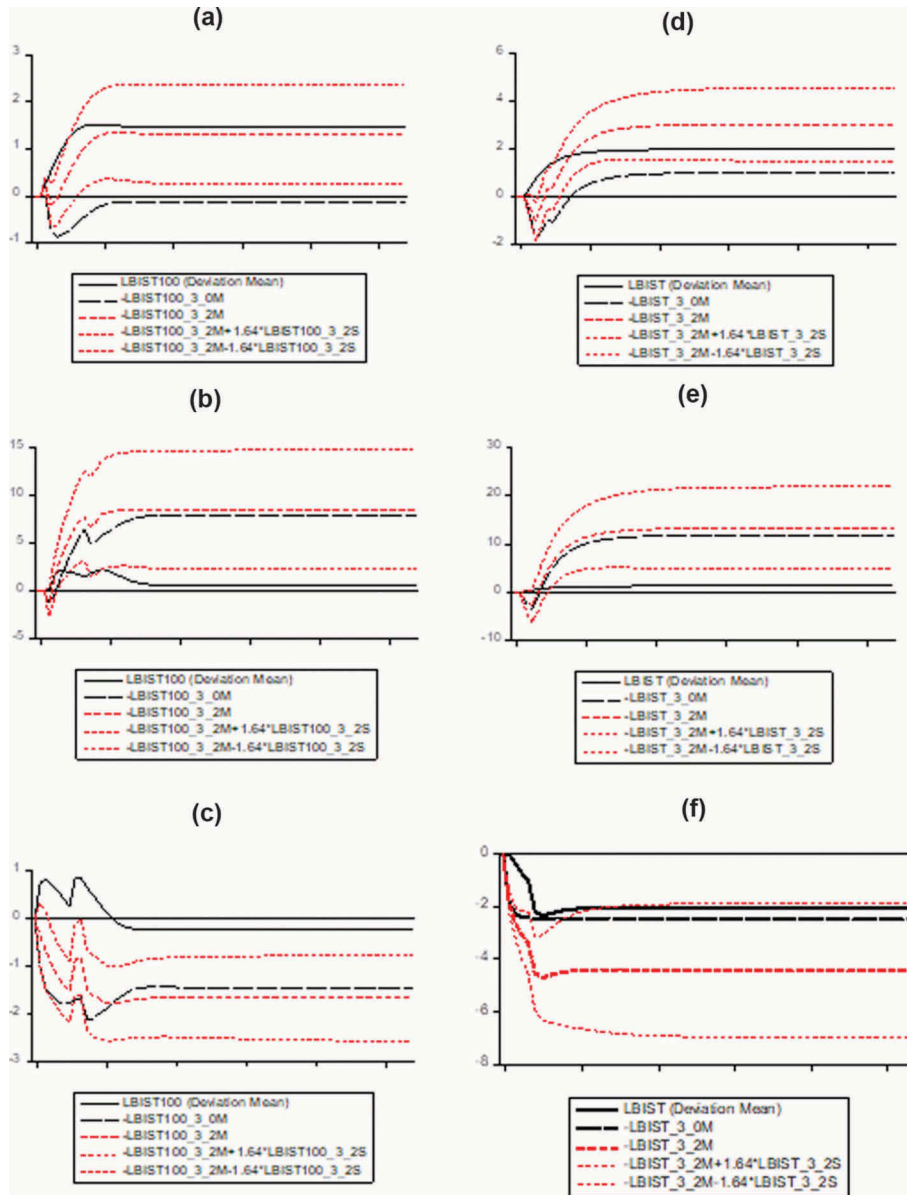 (a)
3
2
1
0
-1
LBIST100 (Deviation Mean)
-LBIST100_3_0M
-LBIST100_3_2M
-LBIST100_3_2M+1.64*LBIST100_3_2S
-LBIST100_3_2M-1.64*LBIST100_3_2S
(d)
6
4
2
0
-2
LBIST (Deviation Mean)
-LBIST_3_0M
-LBIST_3_2M
-LBIST_3_2M+1.64*LBIST_3_2S
-LBIST_3_2M-1.64*LBIST_3_2S
(b)
15
10
5
0
-5
LBIST100 (Deviation Mean)
-LBIST100_3_0M
-LBIST100_3_2M
-LBIST100_3_2M+1.64*LBIST100_3_2S
-LBIST100_3_2M-1.64*LBIST100_3_2S
(e)
30
20
10
0
-10
LBIST (Deviation Mean)
-LBIST_3_0M
-LBIST_3_2M
-LBIST_3_2M+1.64*LBIST_3_2S
-LBIST_3_2M-1.64*LBIST_3_2S
(c)
1
0
-1
-2
-3
LBIST100 (Deviation Mean)
-LBIST100_3_0M
-LBIST100_3_2M
-LBIST100_3_2M+1.64*LBIST100_3_2S
-LBIST100_3_2M-1.64*LBIST100_3_2S
(f)
0
-2
-4
-6
-8
LBIST (Deviation Mean)
-LBIST_3_0M
-LBIST_3_2M
-LBIST_3_2M+1.64*LBIST_3_2S
-LBIST_3_2M-1.64*LBIST_3_2S